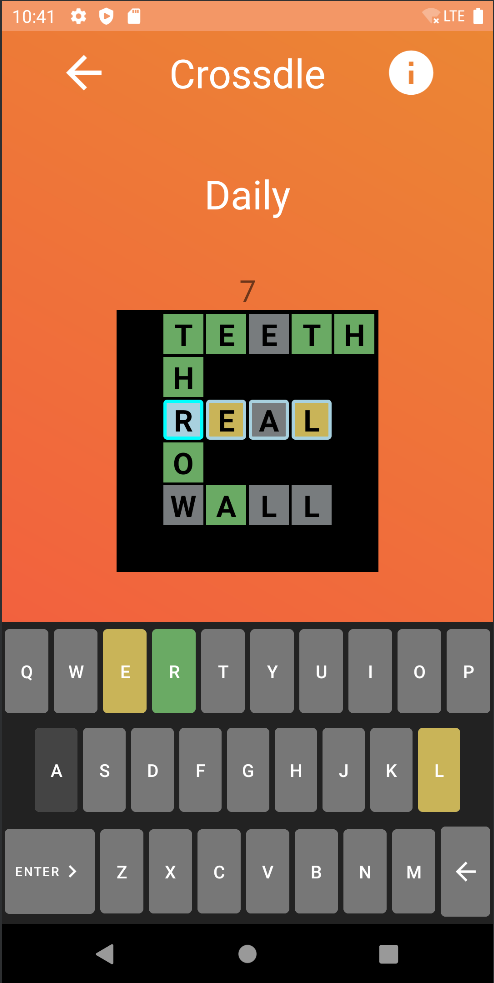 10:41 LTE
Crossdle
Daily
7
T E E T H
H
R E A L
O
W A L L
Q W E R T Y U I O P
A S D F G H J K L
ENTER Z X C V B N M